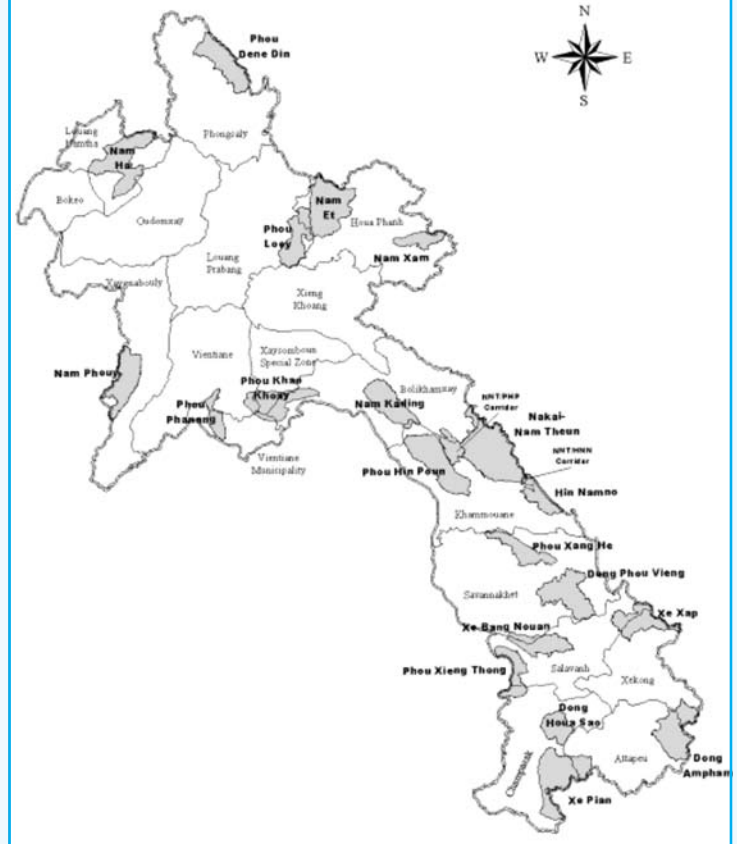 N
W E
S
Phou
Dene Din
Phongsaly
Louang
Namtha
Nam
Ha
Bokeo
Oudomxay
Nam
Et
Houa Phanh
Phou
Loey
Nam Xam
Louang
Prabang
Xayenabouly
Xieng
Khoang
Vientiane
Xaysomboun
Special Zone
Nam Phouy
Phou Khao
Khoay
Phou
Phanang
Vientiane
Municipality
Bolikhamxay
Nam Kading
NNT/PHP
Corridor
Nakai-
Nam Theun
NNT/HNN
Corridor
Phou Hin Poun
Hin Namno
Khammouane
Phou Xang He
Dong Phou Vieng
Savannakhet
Xe Xap
Xe Bang Nouan
Phou Xieng Thong
Salavanh
Xekong
Dong
Houa Sao
Champasak
Attapeu
Dong
Ampham
Xe Pian